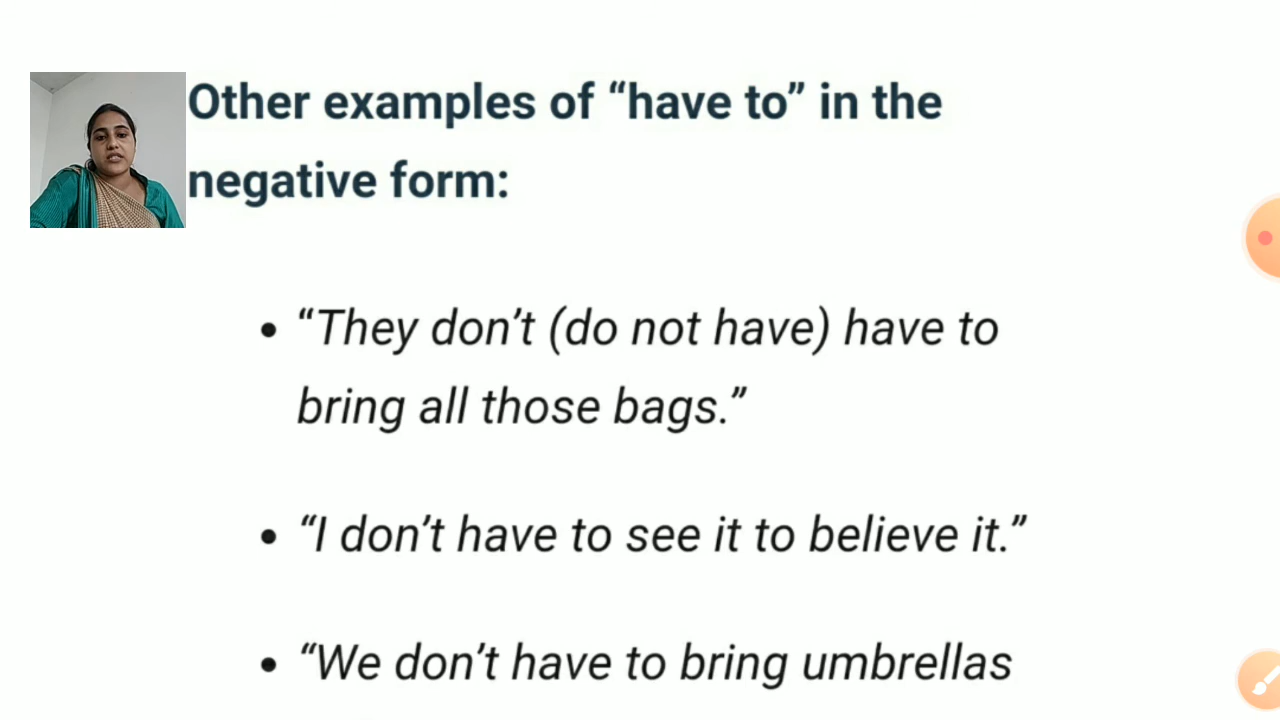 Other examples of “have to” in the
negative form:
• “They don’t (do not have) have to
bring all those bags.”
• “I don’t have to see it to believe it.”
• “We don’t have to bring umbrellas